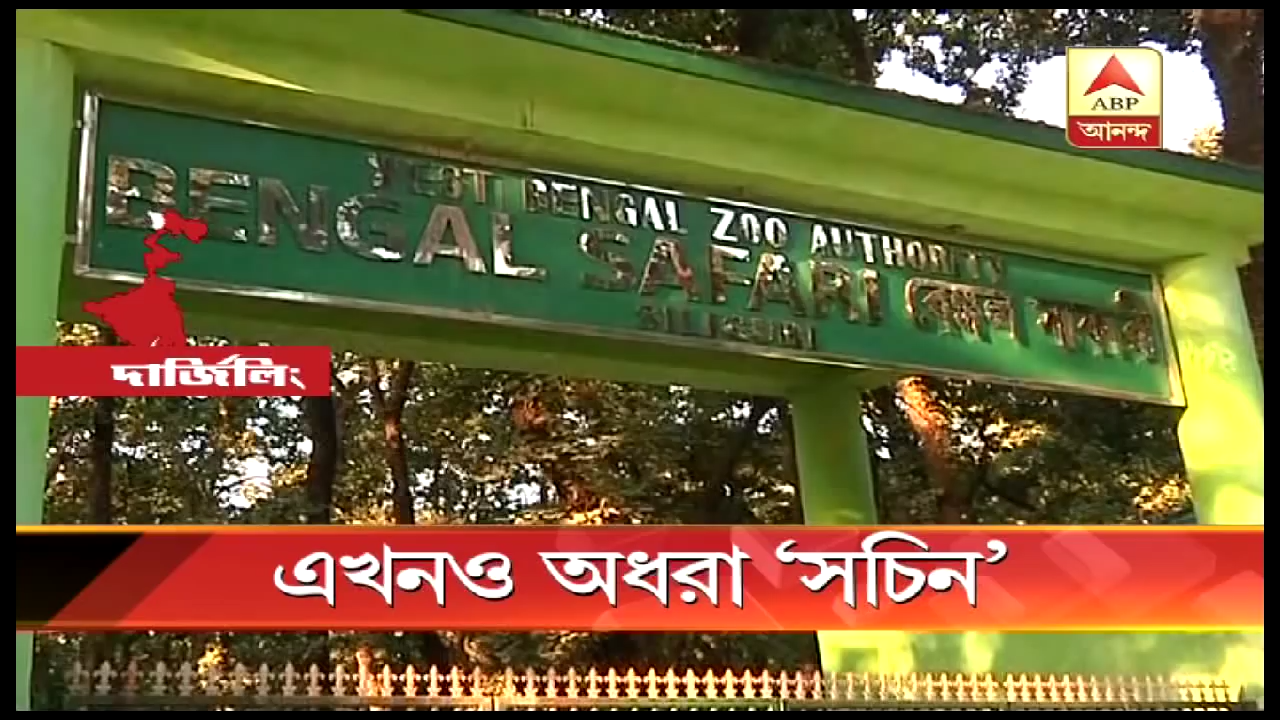 ABP
আনন্দ
WEST BENGAL ZOO AUTHORITY
BENGAL SAFARI বেঙ্গল সাফারি
SILIGURI
দার্জিলিং
এখনও অধরা ‘সচিন’